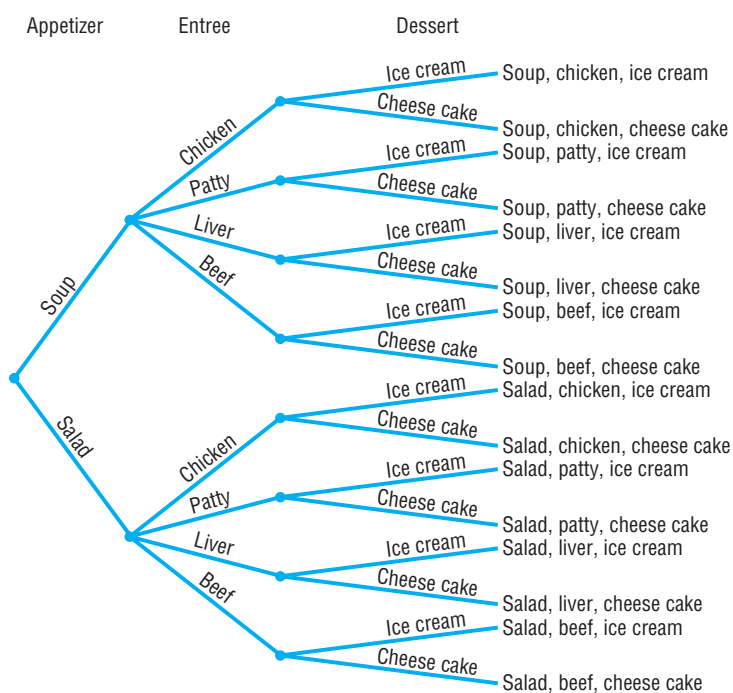 Appetizer Entree Dessert
Ice cream Soup, chicken, ice cream
Chicken Cheese cake Soup, chicken, cheese cake
Ice cream Soup, patty, ice cream
Patty Cheese cake Soup, patty, cheese cake
Liver Ice cream Soup, liver, ice cream
Beef Cheese cake Soup, liver, cheese cake
Soup Ice cream Soup, beef, ice cream
Cheese cake Soup, beef, cheese cake
Ice cream Salad, chicken, ice cream
Salad Chicken Cheese cake Salad, chicken, cheese cake
Ice cream Salad, patty, ice cream
Patty Cheese cake Salad, patty, cheese cake
Liver Ice cream Salad, liver, ice cream
Beef Cheese cake Salad, liver, cheese cake
Ice cream Salad, beef, ice cream
Cheese cake Salad, beef, cheese cake